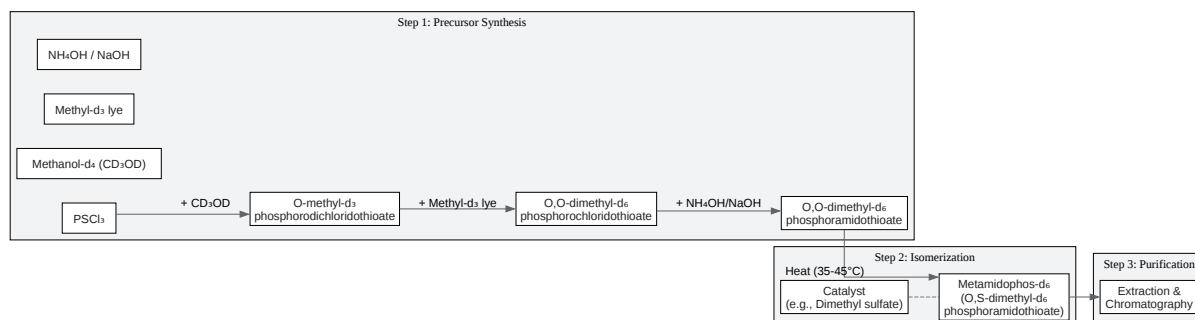 Step 1: Precursor Synthesis
NH₄OH / NaOH
Methyl-d₃ lye
Methanol-d₄ (CD₃OD)
PSCl₃
+ CD₃OD
O-methyl-d₃
phosphorodichloridothioate
+ Methyl-d₃ lye
O,O-dimethyl-d₆
phosphorochloridothioate
+ NH₄OH/NaOH
O,O-dimethyl-d₆
phosphoramidothioate
Step 2: Isomerization
Heat (35-45°C)
Catalyst
(e.g., Dimethyl sulfate)
Metamidophos-d₆
(O,S-dimethyl-d₆
phosphoramidothioate)
Step 3: Purification
Extraction &
Chromatography